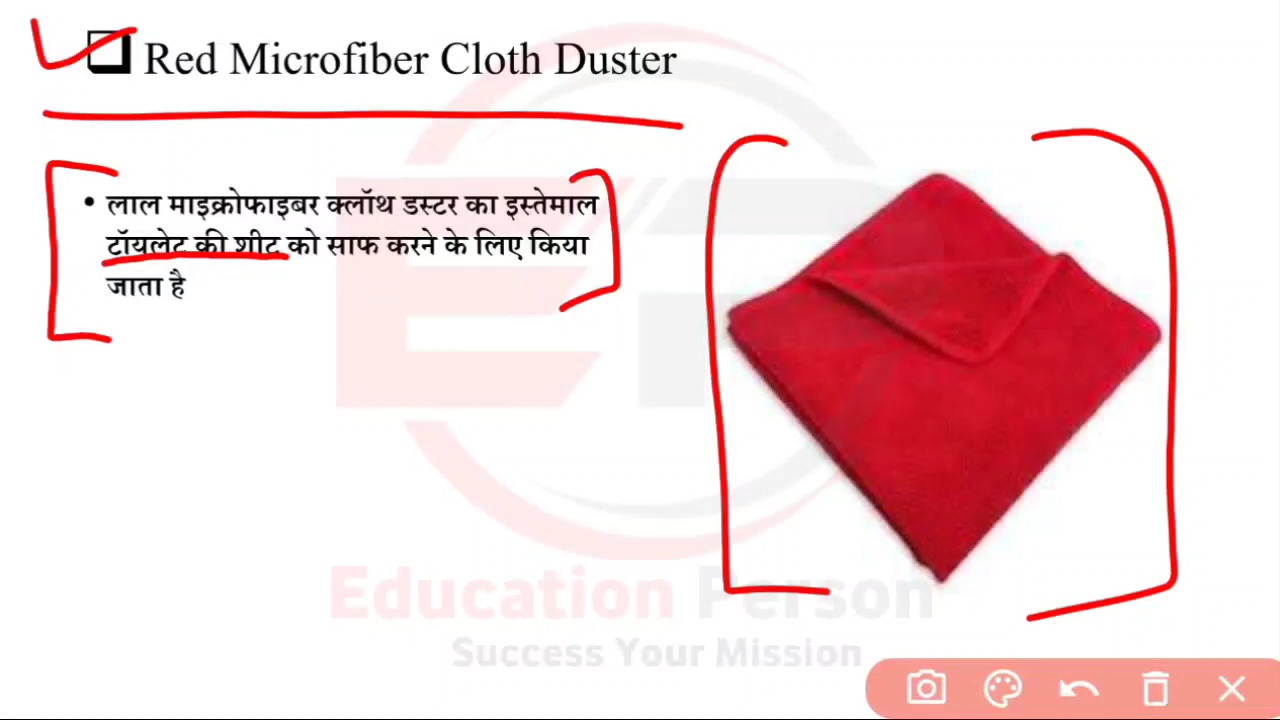 Red Microfiber Cloth Duster
• लाल माइक्रोफाइबर क्लॉथ डस्टर का इस्तेमाल
टॉयलेट की शीट को साफ करने के लिए किया
जाता है
Education Person
Success Your Mission